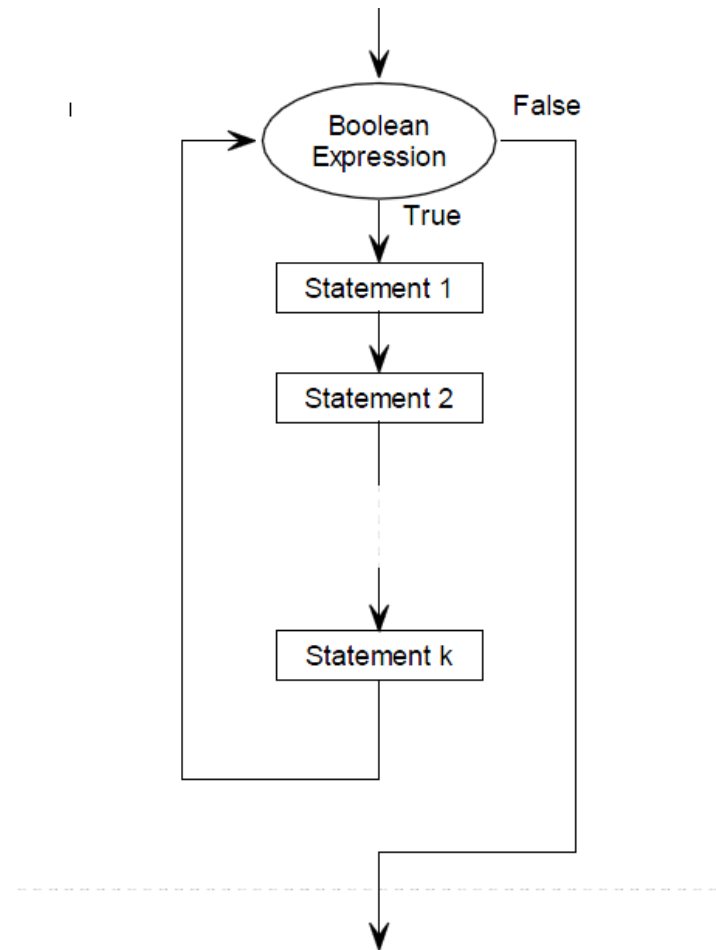 False
Boolean
Expression
True
Statement 1
Statement 2
Statement k